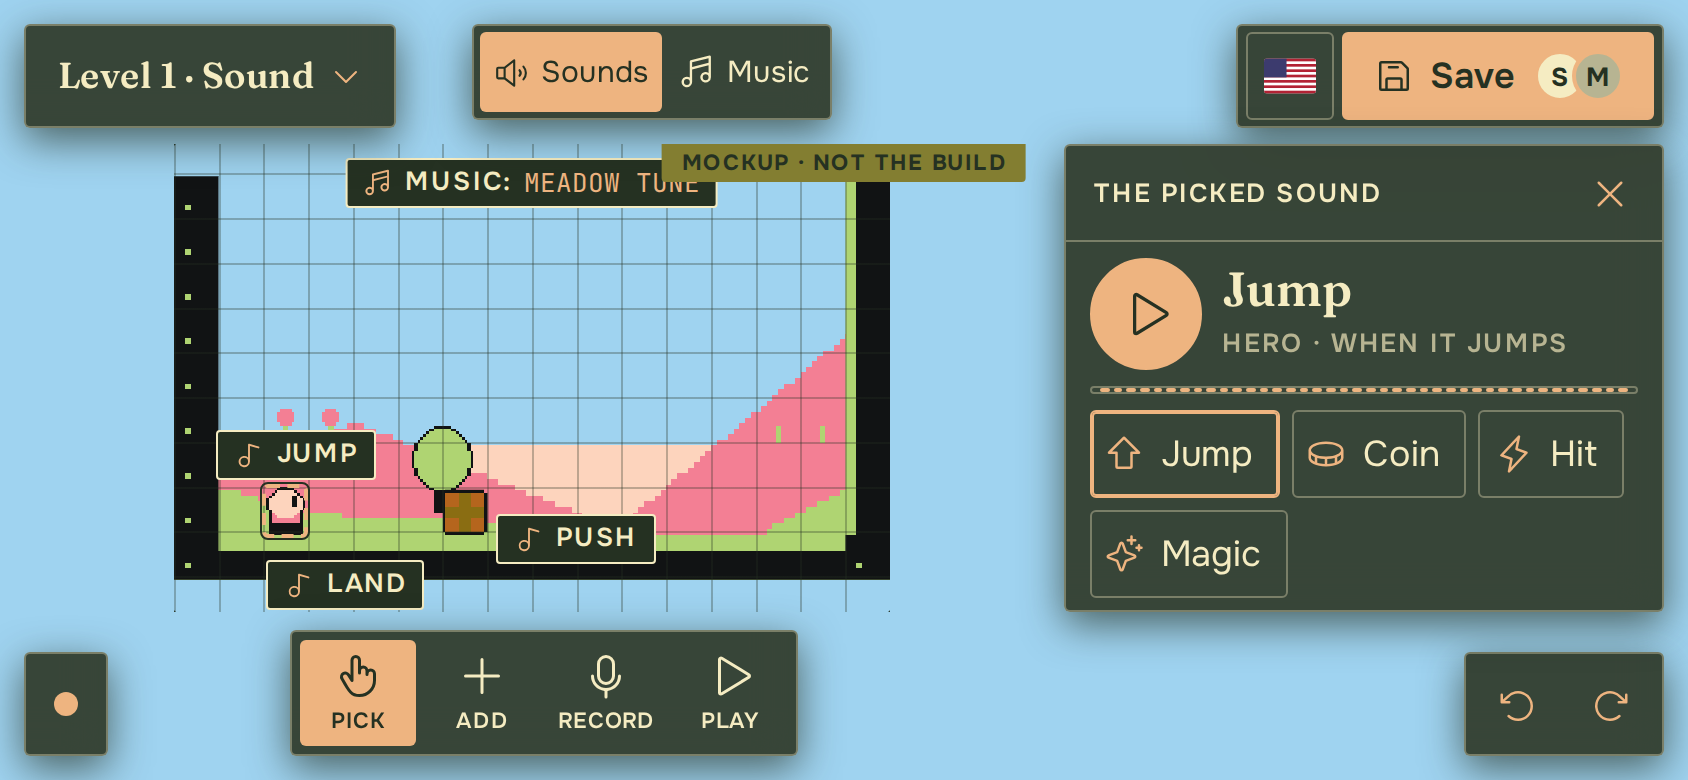 Level 1 · Sound
Sounds
Music
Save
S
M
MOCKUP · NOT THE BUILD
MUSIC: MEADOW TUNE
THE PICKED SOUND
Jump
HERO · WHEN IT JUMPS
Jump
Coin
Hit
Magic
JUMP
PUSH
LAND
PICK
ADD
RECORD
PLAY